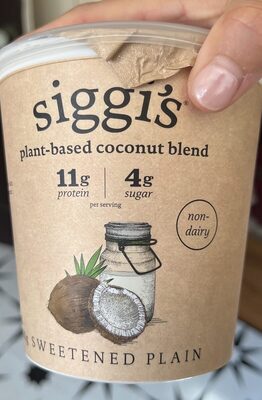 siggi's®
plant-based coconut blend
11g 4g
protein sugar
per serving
non-
dairy
SWEETENED PLAIN